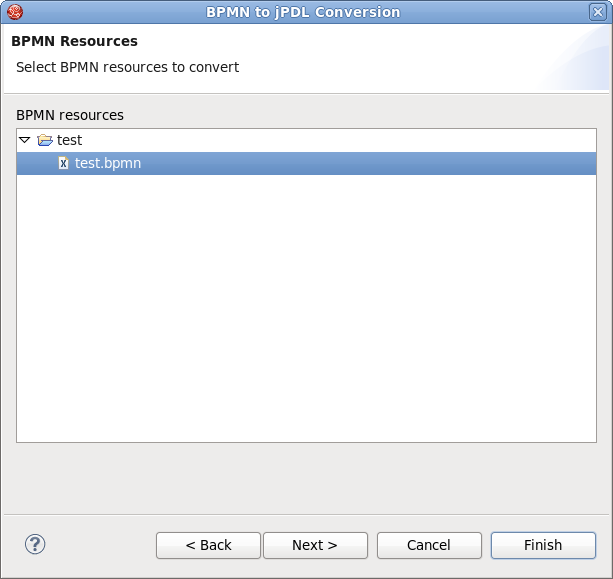 BPMN to jPDL Conversion
BPMN Resources
Select BPMN resources to convert
BPMN resources
test
test.bpmn
? < Back Next > Cancel Finish